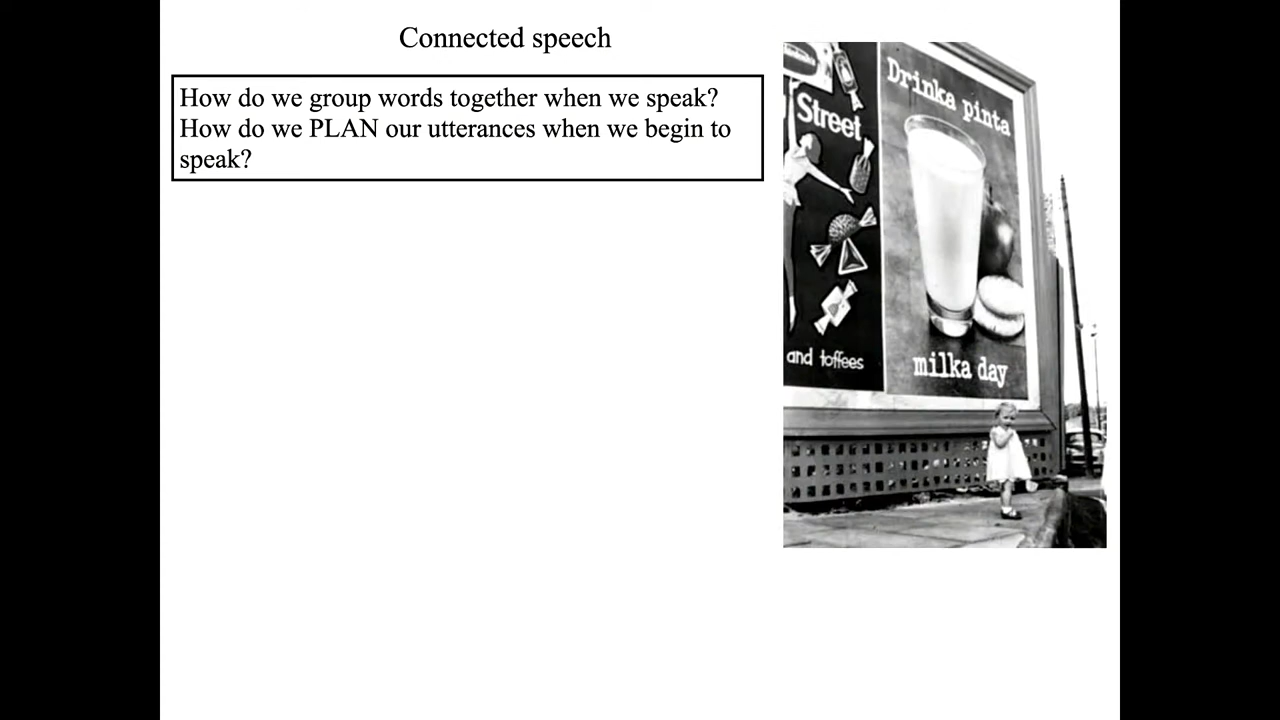 Connected speech
How do we group words together when we speak?
How do we PLAN our utterances when we begin to
speak?
Street
and toffees
Drinka pinta
milka day